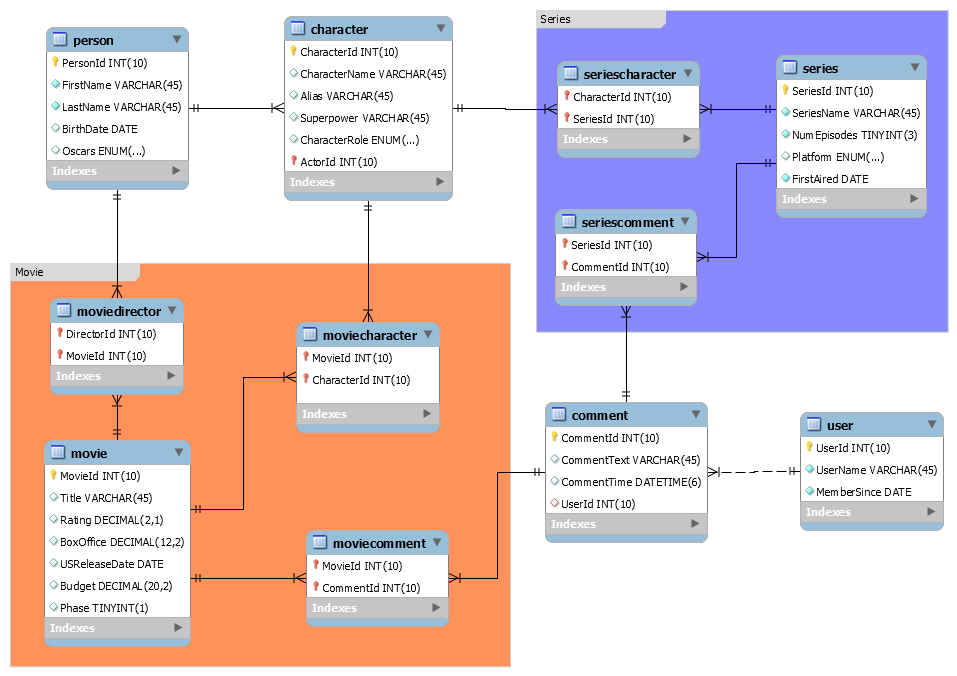 person
PersonId INT(10)
FirstName VARCHAR(45)
LastName VARCHAR(45)
BirthDate DATE
Oscars ENUM(...)
Indexes
character
CharacterId INT(10)
CharacterName VARCHAR(45)
Alias VARCHAR(45)
Superpower VARCHAR(45)
CharacterRole ENUM(...)
ActorId INT(10)
Indexes
Series
seriescharacter
CharacterId INT(10)
SeriesId INT(10)
Indexes
series
SeriesId INT(10)
SeriesName VARCHAR(45)
NumEpisodes TINYINT(3)
Platform ENUM(...)
FirstAired DATE
Indexes
seriescomment
SeriesId INT(10)
CommentId INT(10)
Indexes
Movie
moviedirector
DirectorId INT(10)
MovieId INT(10)
Indexes
moviecharacter
MovieId INT(10)
CharacterId INT(10)
Indexes
movie
MovieId INT(10)
Title VARCHAR(45)
Rating DECIMAL(2,1)
BoxOffice DECIMAL(12,2)
USReleaseDate DATE
Budget DECIMAL(20,2)
Phase TINYINT(1)
Indexes
moviecomment
MovieId INT(10)
CommentId INT(10)
Indexes
comment
CommentId INT(10)
CommentText VARCHAR(45)
CommentTime DATETIME(6)
UserId INT(10)
Indexes
user
UserId INT(10)
UserName VARCHAR(45)
MemberSince DATE
Indexes